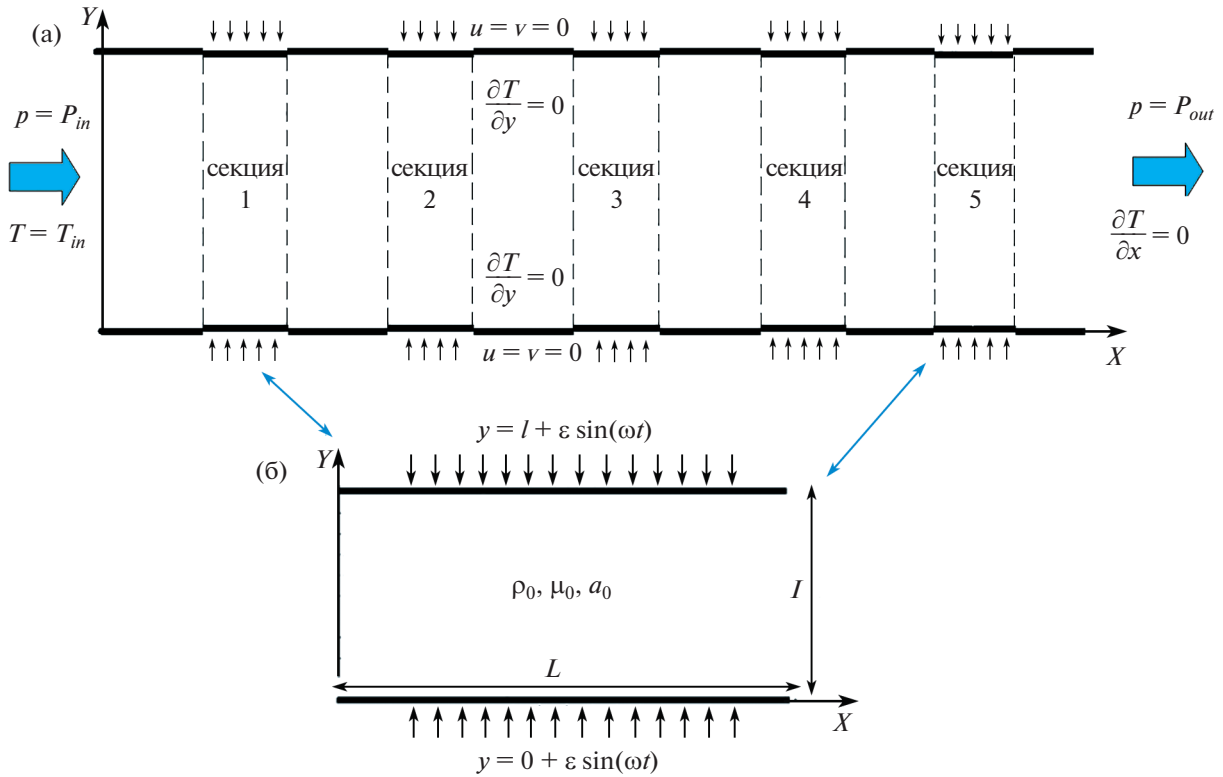 (а)
Y
u = v = 0
∂T/∂y = 0
p = P_in
p = P_out
секция 1
секция 2
секция 3
секция 4
секция 5
T = T_in
∂T/∂x = 0
∂T/∂y = 0
u = v = 0
X
(б)
y = l + ε sin(ωt)
Y
ρ₀, μ₀, a₀
I
L
X
y = 0 + ε sin(ωt)